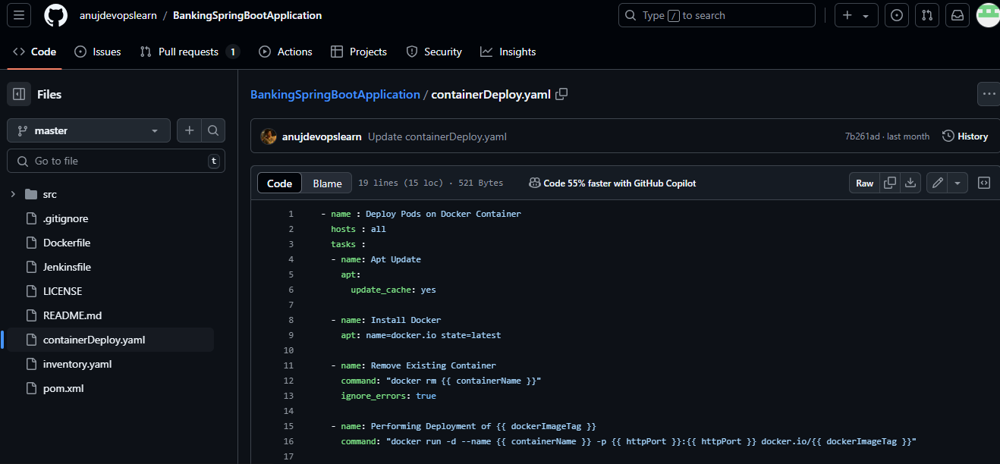 anujdevopslearn / BankingSpringBootApplication
Type / to search
Code
Issues
Pull requests 1
Actions
Projects
Security
Insights
Files
master
Go to file
t
src
.gitignore
Dockerfile
Jenkinsfile
LICENSE
README.md
containerDeploy.yaml
inventory.yaml
pom.xml
BankingSpringBootApplication / containerDeploy.yaml
anujdevopslearn Update containerDeploy.yaml
7b261ad · last month
History
Code
Blame
19 lines (15 loc) · 521 Bytes
Code 55% faster with GitHub Copilot
Raw
1 - name : Deploy Pods on Docker Container
2 hosts : all
3 tasks :
4 - name: Apt Update
5 apt:
6 update_cache: yes
7
8 - name: Install Docker
9 apt: name=docker.io state=latest
10
11 - name: Remove Existing Container
12 command: "docker rm {{ containerName }}"
13 ignore_errors: true
14
15 - name: Performing Deployment of {{ dockerImageTag }}
16 command: "docker run -d --name {{ containerName }} -p {{ httpPort }}:{{ httpPort }} docker.io/{{ dockerImageTag }}"
17